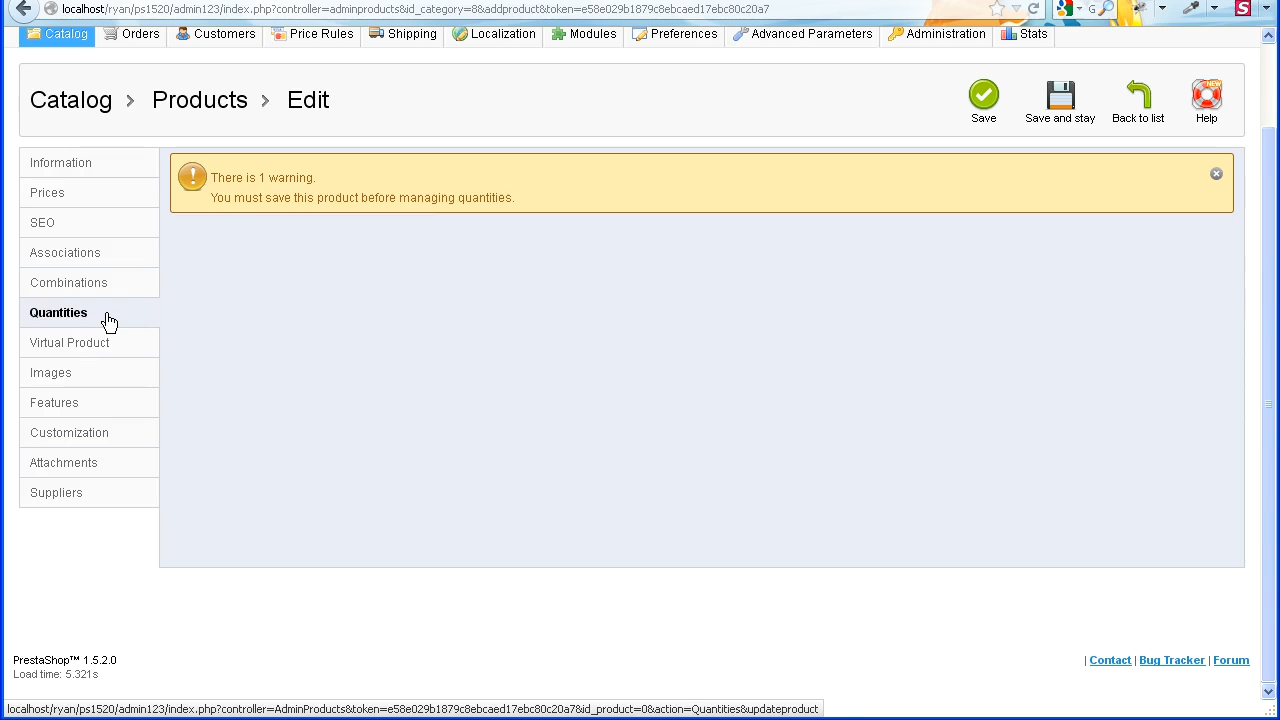 localhost/ryan/ps1520/admin123/index.php?controller=adminproducts&id_category=8&addproduct&token=e58e029b1879c8ebcaed17ebc80c20a7
G
S
Catalog Orders Customers Price Rules Shipping Localization Modules Preferences Advanced Parameters Administration Stats
Catalog > Products > Edit
NEW
Save Save and stay Back to list Help
Information
There is 1 warning.
You must save this product before managing quantities.
Prices
SEO
Associations
Combinations
Quantities
Virtual Product
Images
Features
Customization
Attachments
Suppliers
PrestaShop™ 1.5.2.0
Load time: 5.321s
| Contact | Bug Tracker | Forum
localhost/ryan/ps1520/admin123/index.php?controller=AdminProducts&token=e58e029b1879c8ebcaed17ebc80c20a7&id_product=0&action=Quantities&updateproduct